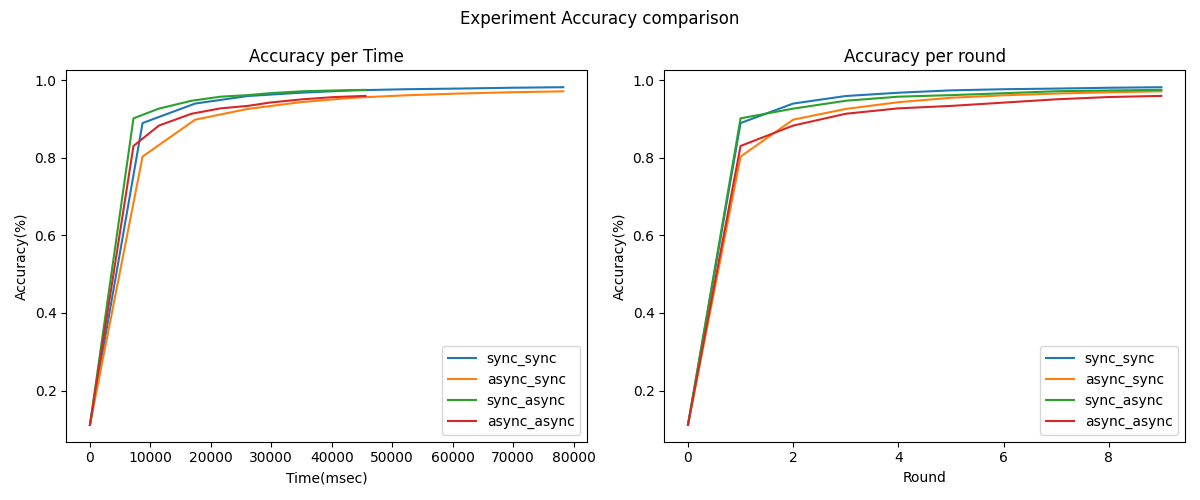 Experiment Accuracy comparison
Accuracy per Time
Accuracy(%)
1.0
0.8
0.6
0.4
0.2
0
10000
20000
30000
40000
50000
60000
70000
80000
Time(msec)
sync_sync
async_sync
sync_async
async_async
Accuracy per round
Accuracy(%)
1.0
0.8
0.6
0.4
0.2
0
2
4
6
8
Round
sync_sync
async_sync
sync_async
async_async